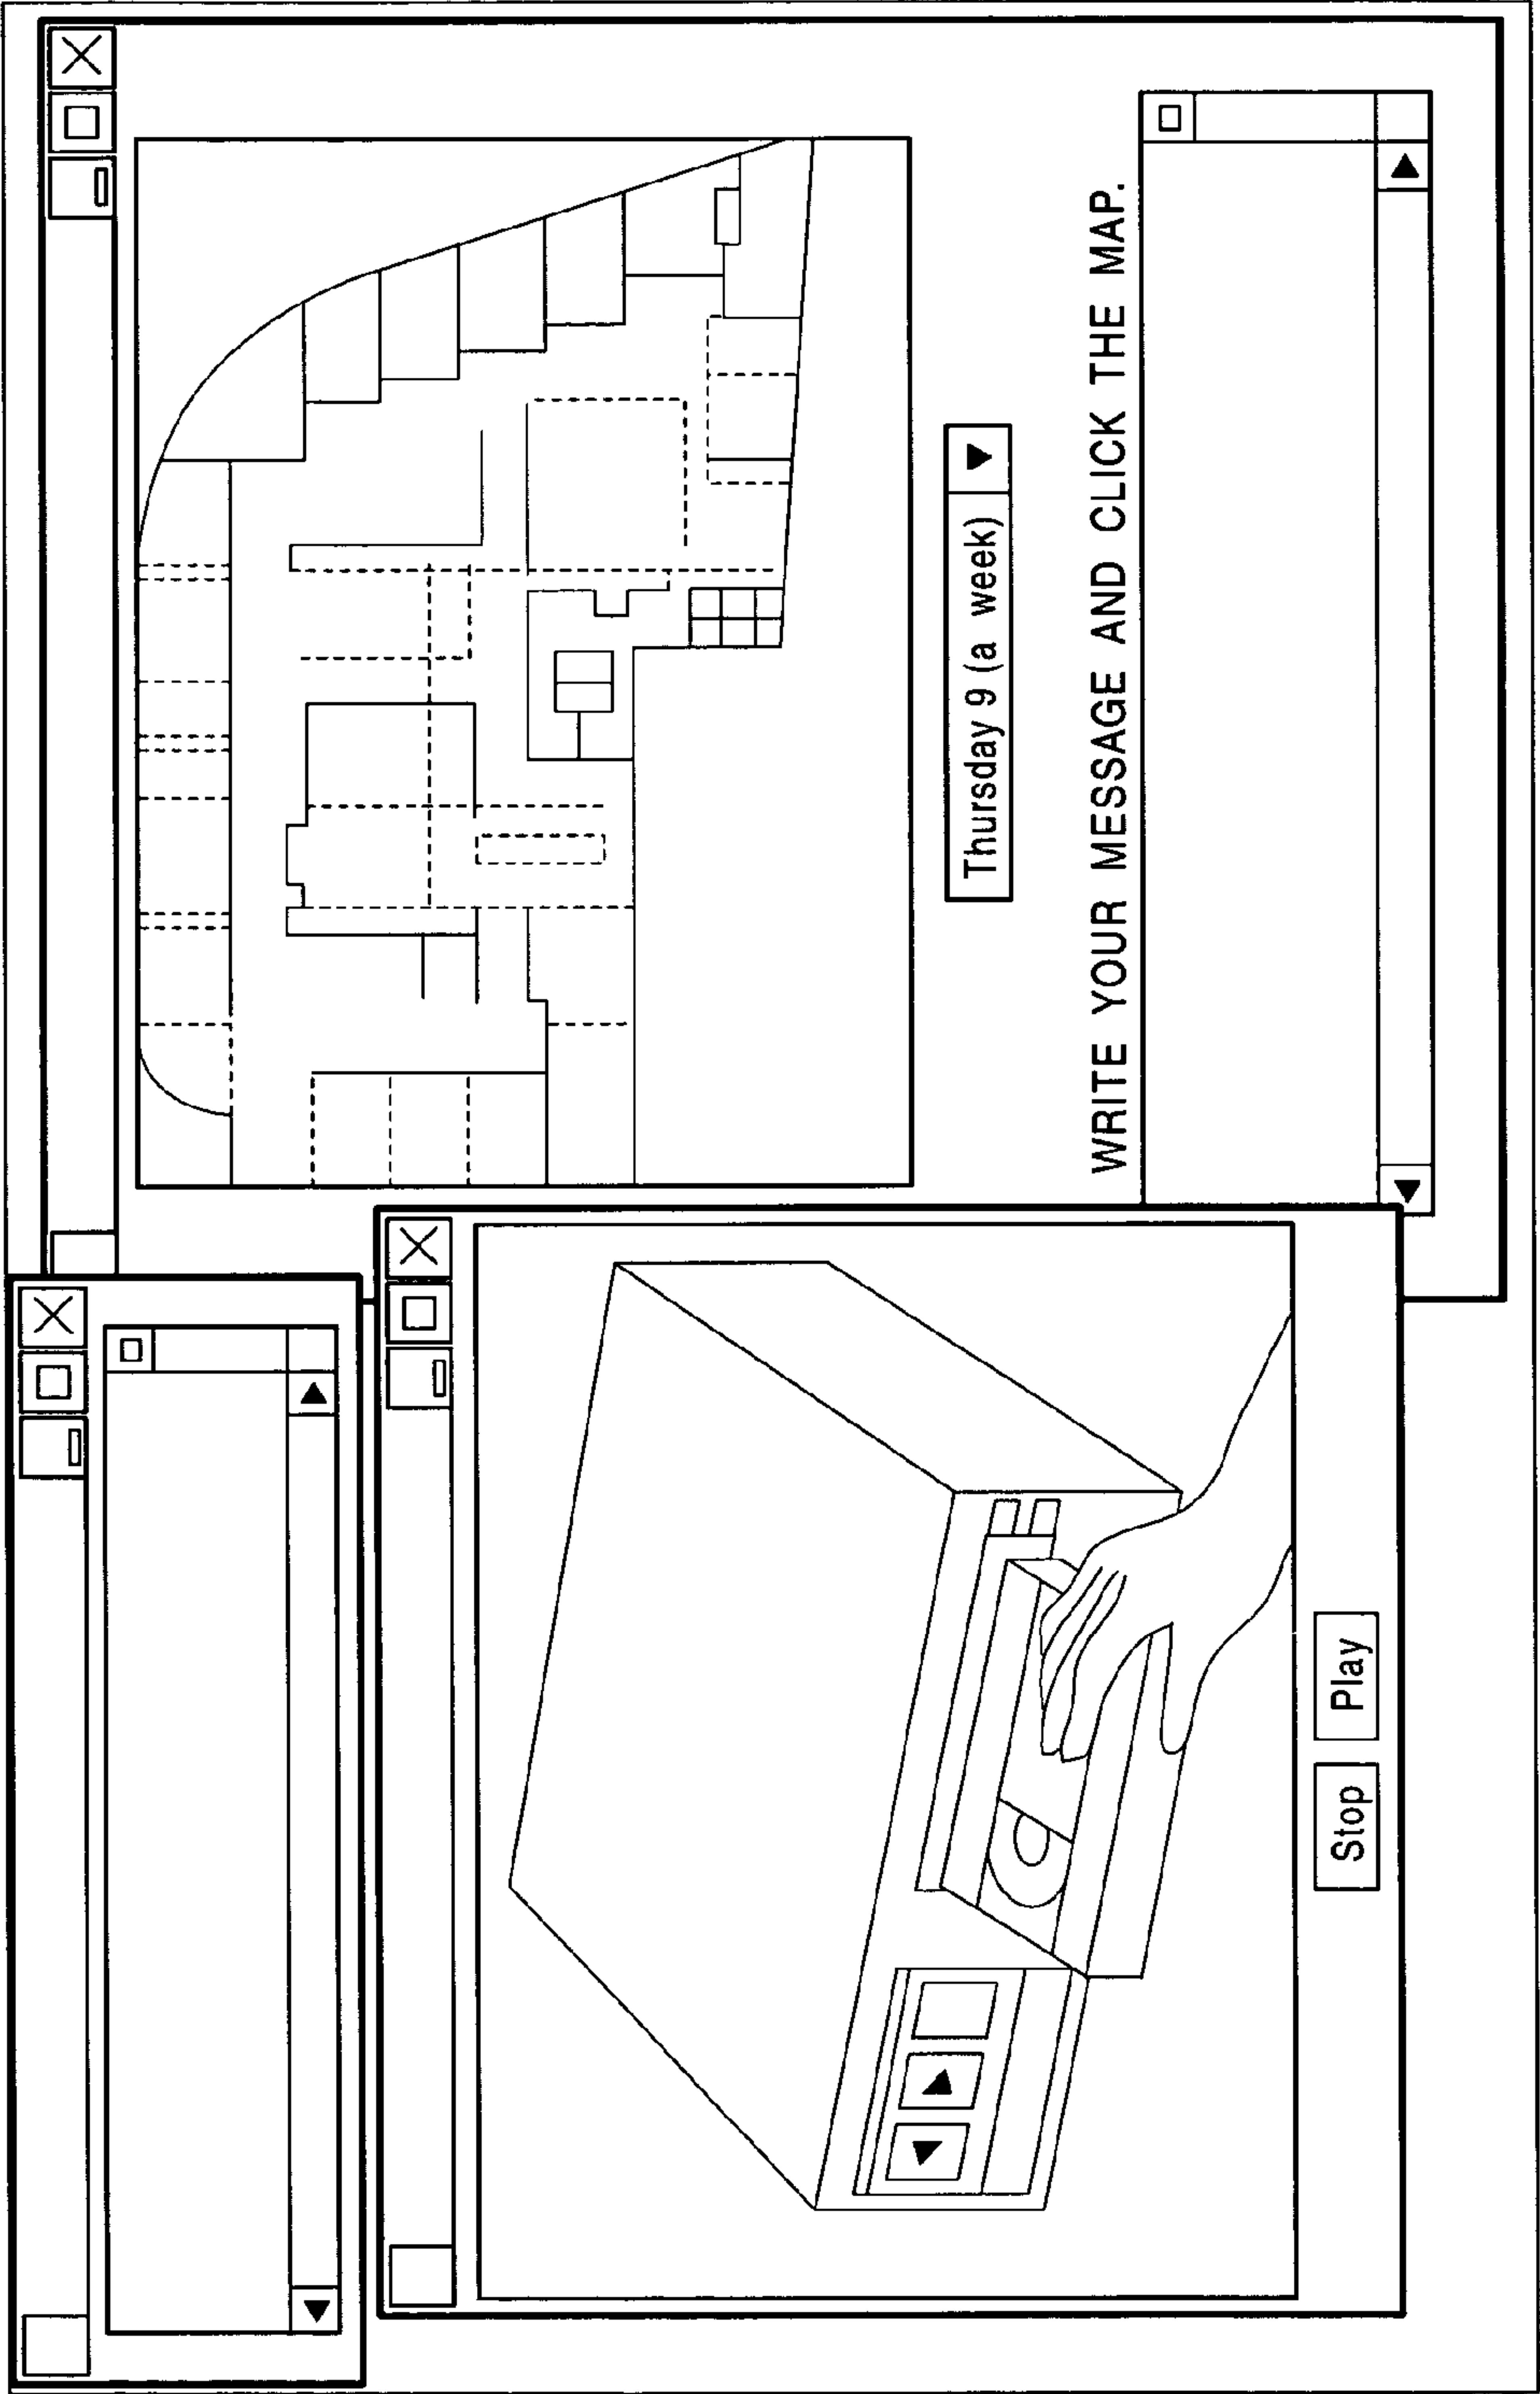 Thursday 9 (a week)
WRITE YOUR MESSAGE AND CLICK THE MAP.
Stop
Play